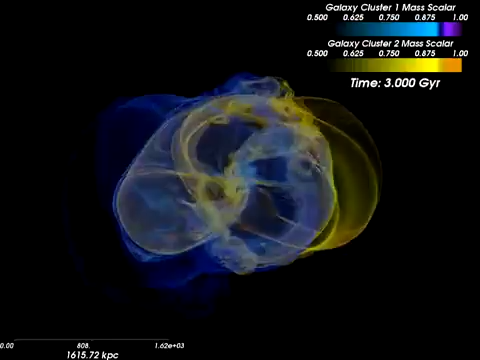 Galaxy Cluster 1 Mass Scalar
0.500 0.625 0.750 0.875 1.00
Galaxy Cluster 2 Mass Scalar
0.500 0.625 0.750 0.875 1.00
Time: 3.000 Gyr
0.00 808. 1.62e+03
1615.72 kpc